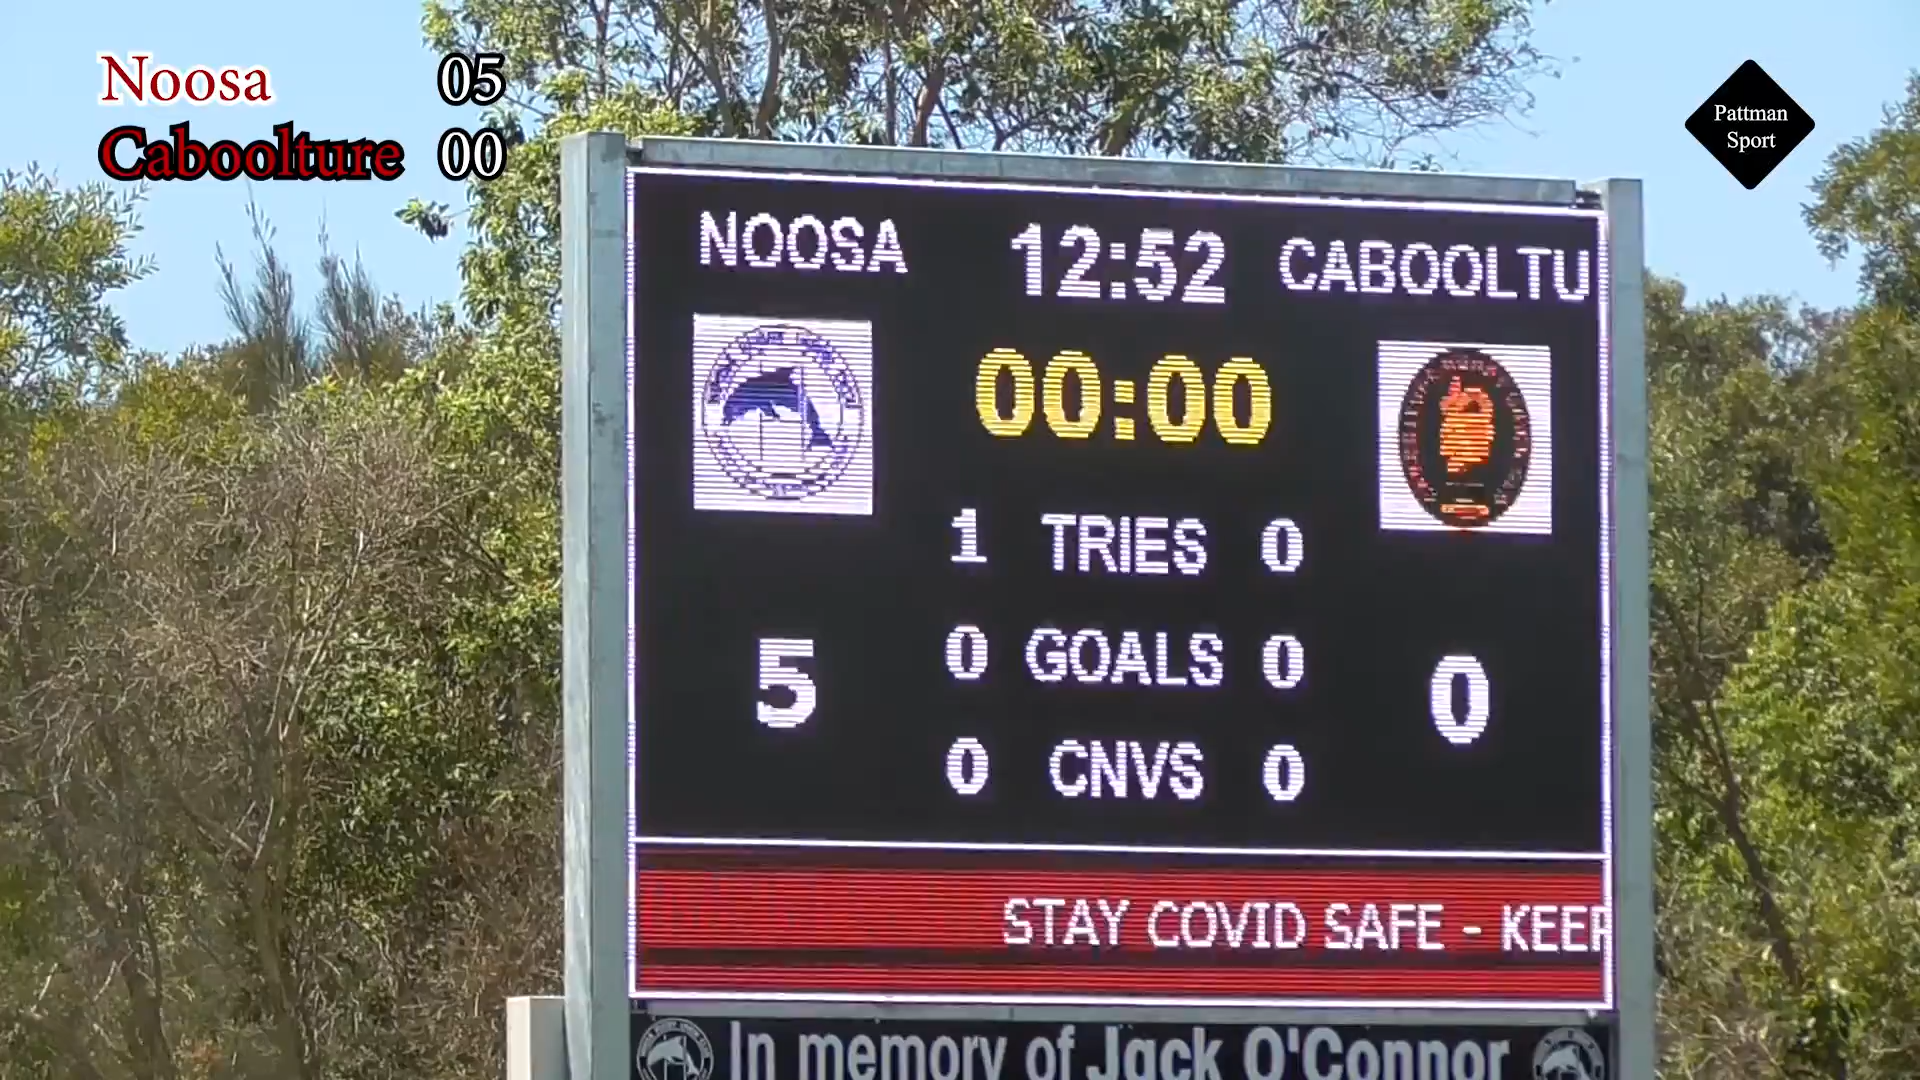 Noosa 05
Caboolture 00
Pattman
Sport
NOOSA 12:52 CABOOLTU
00:00
1 TRIES 0
0 GOALS 0
5 0
0 CNVS 0
STAY COVID SAFE - KEEP
In memory of Jack O'Connor